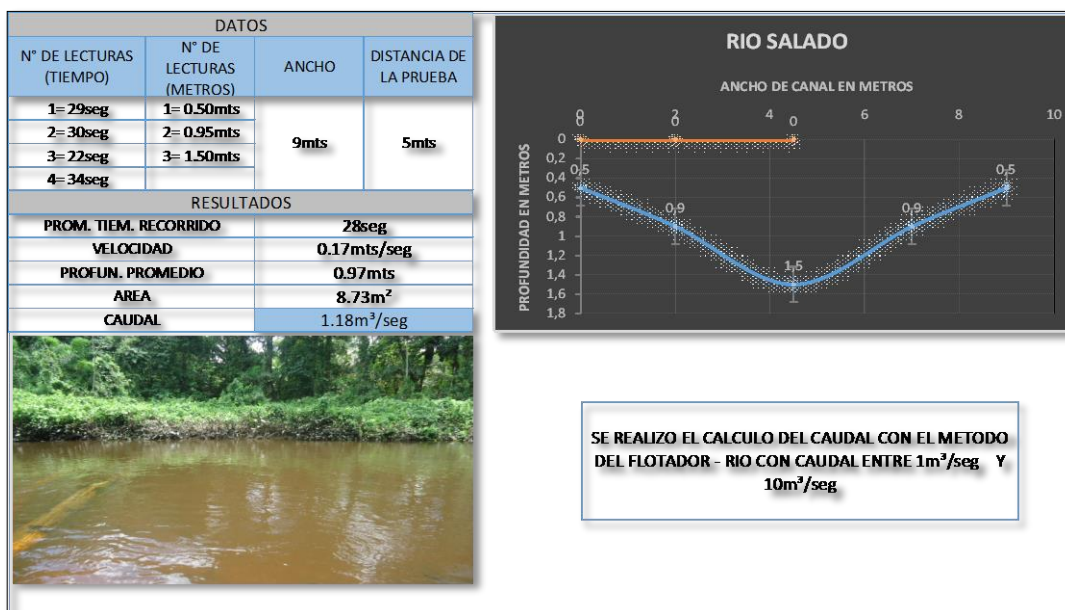 DATOS
N° DE LECTURAS
(TIEMPO)
N° DE
LECTURAS
(METROS)
ANCHO
DISTANCIA DE
LA PRUEBA
1= 29seg
1= 0.50mts
2= 30seg
2= 0.95mts
3= 22seg
3= 1.50mts
4= 34seg
9mts
5mts
RESULTADOS
PROM. TIEM. RECORRIDO
28seg
VELOCIDAD
0.17mts/seg
PROFUN. PROMEDIO
0.97mts
AREA
8.73m²
CAUDAL
1.18m³/seg
RIO SALADO
ANCHO DE CANAL EN METROS
0 2 4 6 8 10
0 0 0
PROFUNDIDAD EN METROS
0
0,2
0,4
0,6
0,8
1
1,2
1,4
1,6
1,8
0,5
0,9
1,5
0,9
0,5
SE REALIZO EL CALCULO DEL CAUDAL CON EL METODO
DEL FLOTADOR - RIO CON CAUDAL ENTRE 1m³/seg Y
10m³/seg